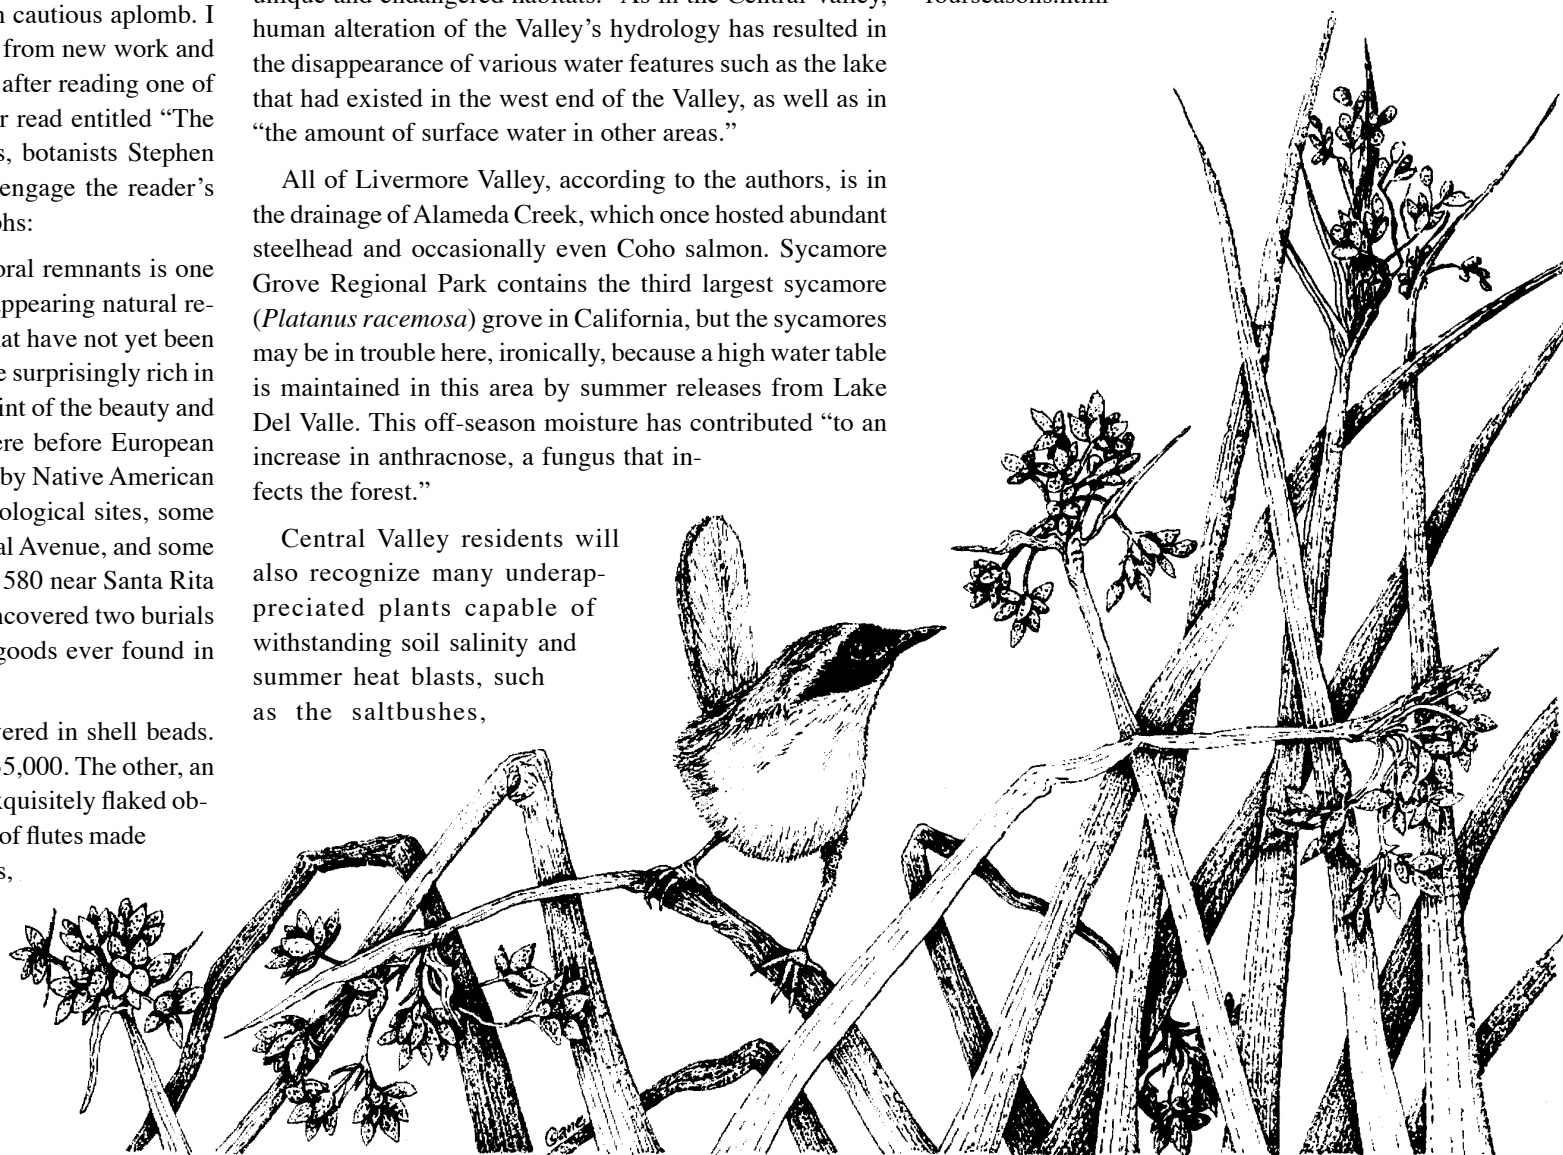 n cautious aplomb. I
from new work and
after reading one of
r read entitled “The
s, botanists Stephen
engage the reader’s
ohs:
oral remnants is one
appearing natural re-
at have not yet been
e surprisingly rich in
int of the beauty and
ere before European
by Native American
ological sites, some
al Avenue, and some
580 near Santa Rita
ncovered two burials
goods ever found in
vered in shell beads.
35,000. The other, an
xquisitely flaked ob-
of flutes made
s,
unique and endangered habitats.” As in the Central Valley,
human alteration of the Valley’s hydrology has resulted in
the disappearance of various water features such as the lake
that had existed in the west end of the Valley, as well as in
“the amount of surface water in other areas.”
All of Livermore Valley, according to the authors, is in
the drainage of Alameda Creek, which once hosted abundant
steelhead and occasionally even Coho salmon. Sycamore
Grove Regional Park contains the third largest sycamore
(Platanus racemosa) grove in California, but the sycamores
may be in trouble here, ironically, because a high water table
is maintained in this area by summer releases from Lake
Del Valle. This off-season moisture has contributed “to an
increase in anthracnose, a fungus that in-
fects the forest.”
Central Valley residents will
also recognize many underap-
preciated plants capable of
withstanding soil salinity and
summer heat blasts, such
as the saltbushes,
fourseasons.html